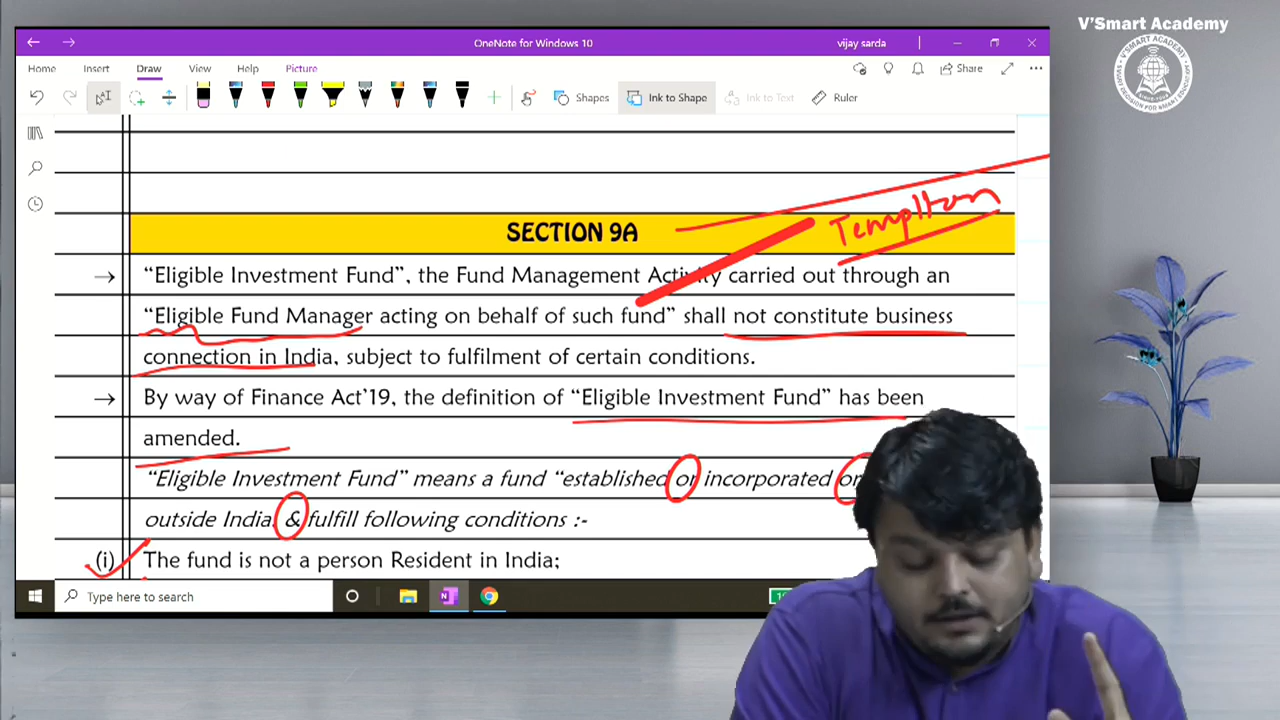 V'Smart Academy
OneNote for Windows 10
vijay sarda
Home Insert Draw View Help Picture
Share
Shapes Ink to Shape Ink to Text Ruler
Templton
SECTION 9A
→ “Eligible Investment Fund”, the Fund Management Activity carried out through an
“Eligible Fund Manager acting on behalf of such fund” shall not constitute business
connection in India, subject to fulfilment of certain conditions.
→ By way of Finance Act'19, the definition of “Eligible Investment Fund” has been
amended.
“Eligible Investment Fund” means a fund “established or incorporated or
outside India, & fulfill following conditions :-
(i) The fund is not a person Resident in India;
Type here to search